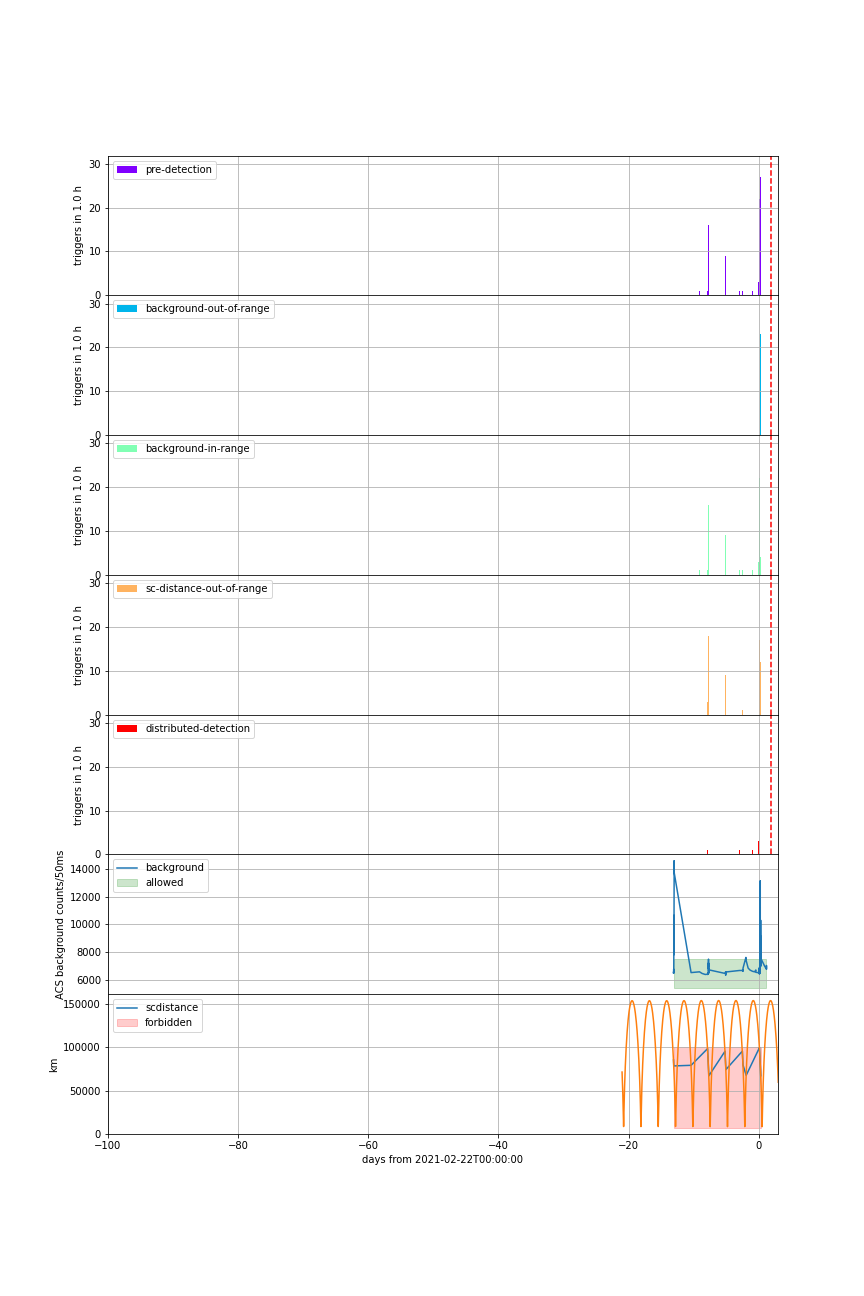 30
20
10
0
triggers in 1.0 h
pre-detection
30
20
10
0
triggers in 1.0 h
background-out-of-range
30
20
10
0
triggers in 1.0 h
background-in-range
30
20
10
0
triggers in 1.0 h
sc-distance-out-of-range
30
20
10
0
triggers in 1.0 h
distributed-detection
14000
12000
10000
8000
6000
ACS background counts/50ms
background
allowed
150000
100000
50000
0
km
scdistance
forbidden
−100 −80 −60 −40 −20 0
days from 2021-02-22T00:00:00